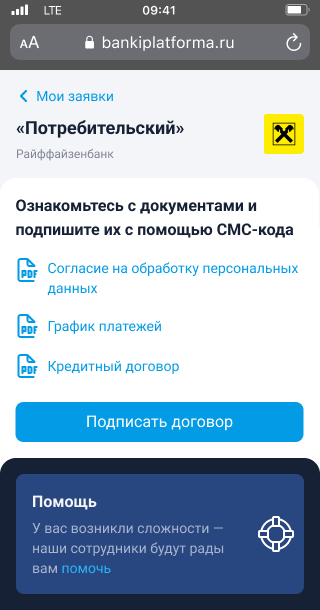 LTE
09:41
AA
bankiplatforma.ru
Мои заявки
«Потребительский»
Райффайзенбанк
Ознакомьтесь с документами и
подпишите их с помощью СМС-кода
PDF
Согласие на обработку персональных
данных
PDF
График платежей
PDF
Кредитный договор
Подписать договор
Помощь
У вас возникли сложности —
наши сотрудники будут рады
вам помочь